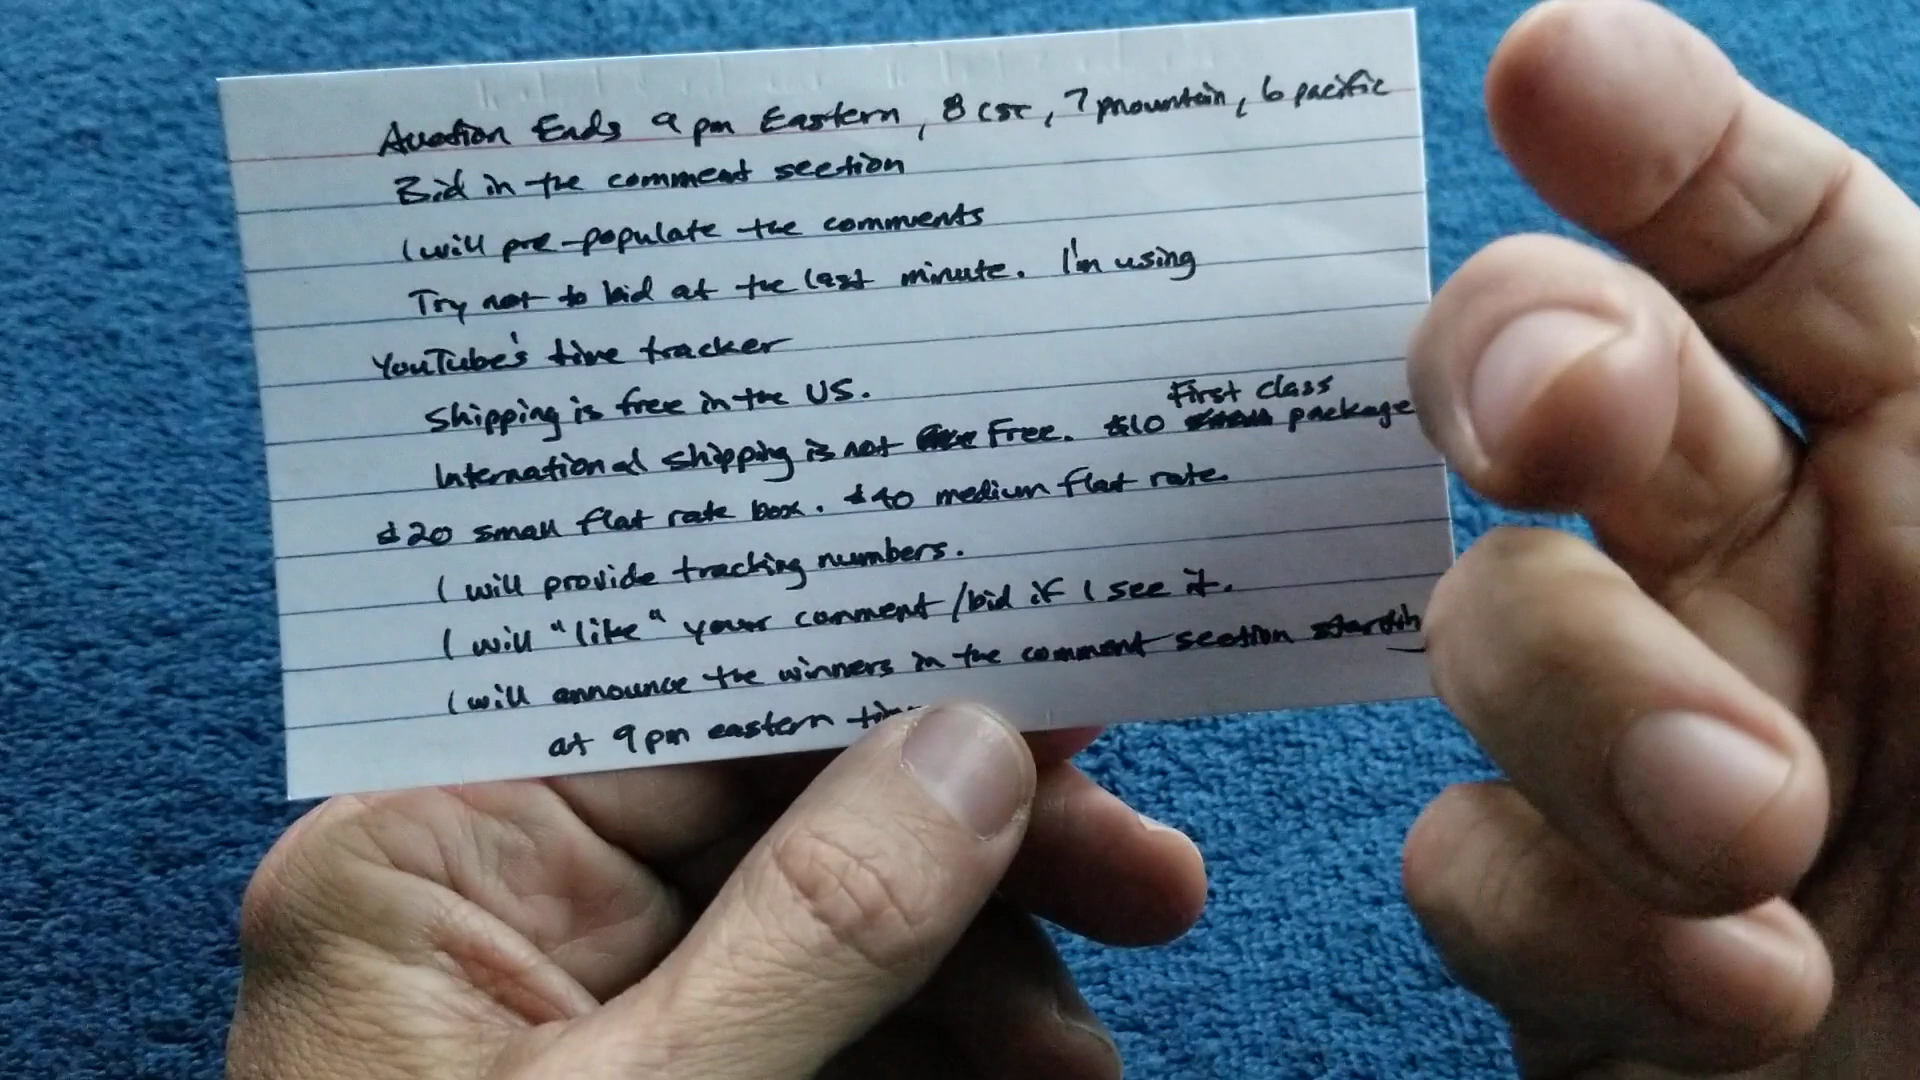 Auction Ends 9 pm Eastern, 8 CST, 7 mountain, 6 pacific
Bid in the comment section
I will pre-populate the comments
Try not to bid at the last minute. I'm using
YouTube's time tracker
Shipping is free in the US.
First class
International shipping is not Free. $10 package
$20 small flat rate box. $40 medium flat rate.
I will provide tracking numbers.
I will "like" your comment/bid if I see it.
I will announce the winners in the comment section
at 9pm eastern